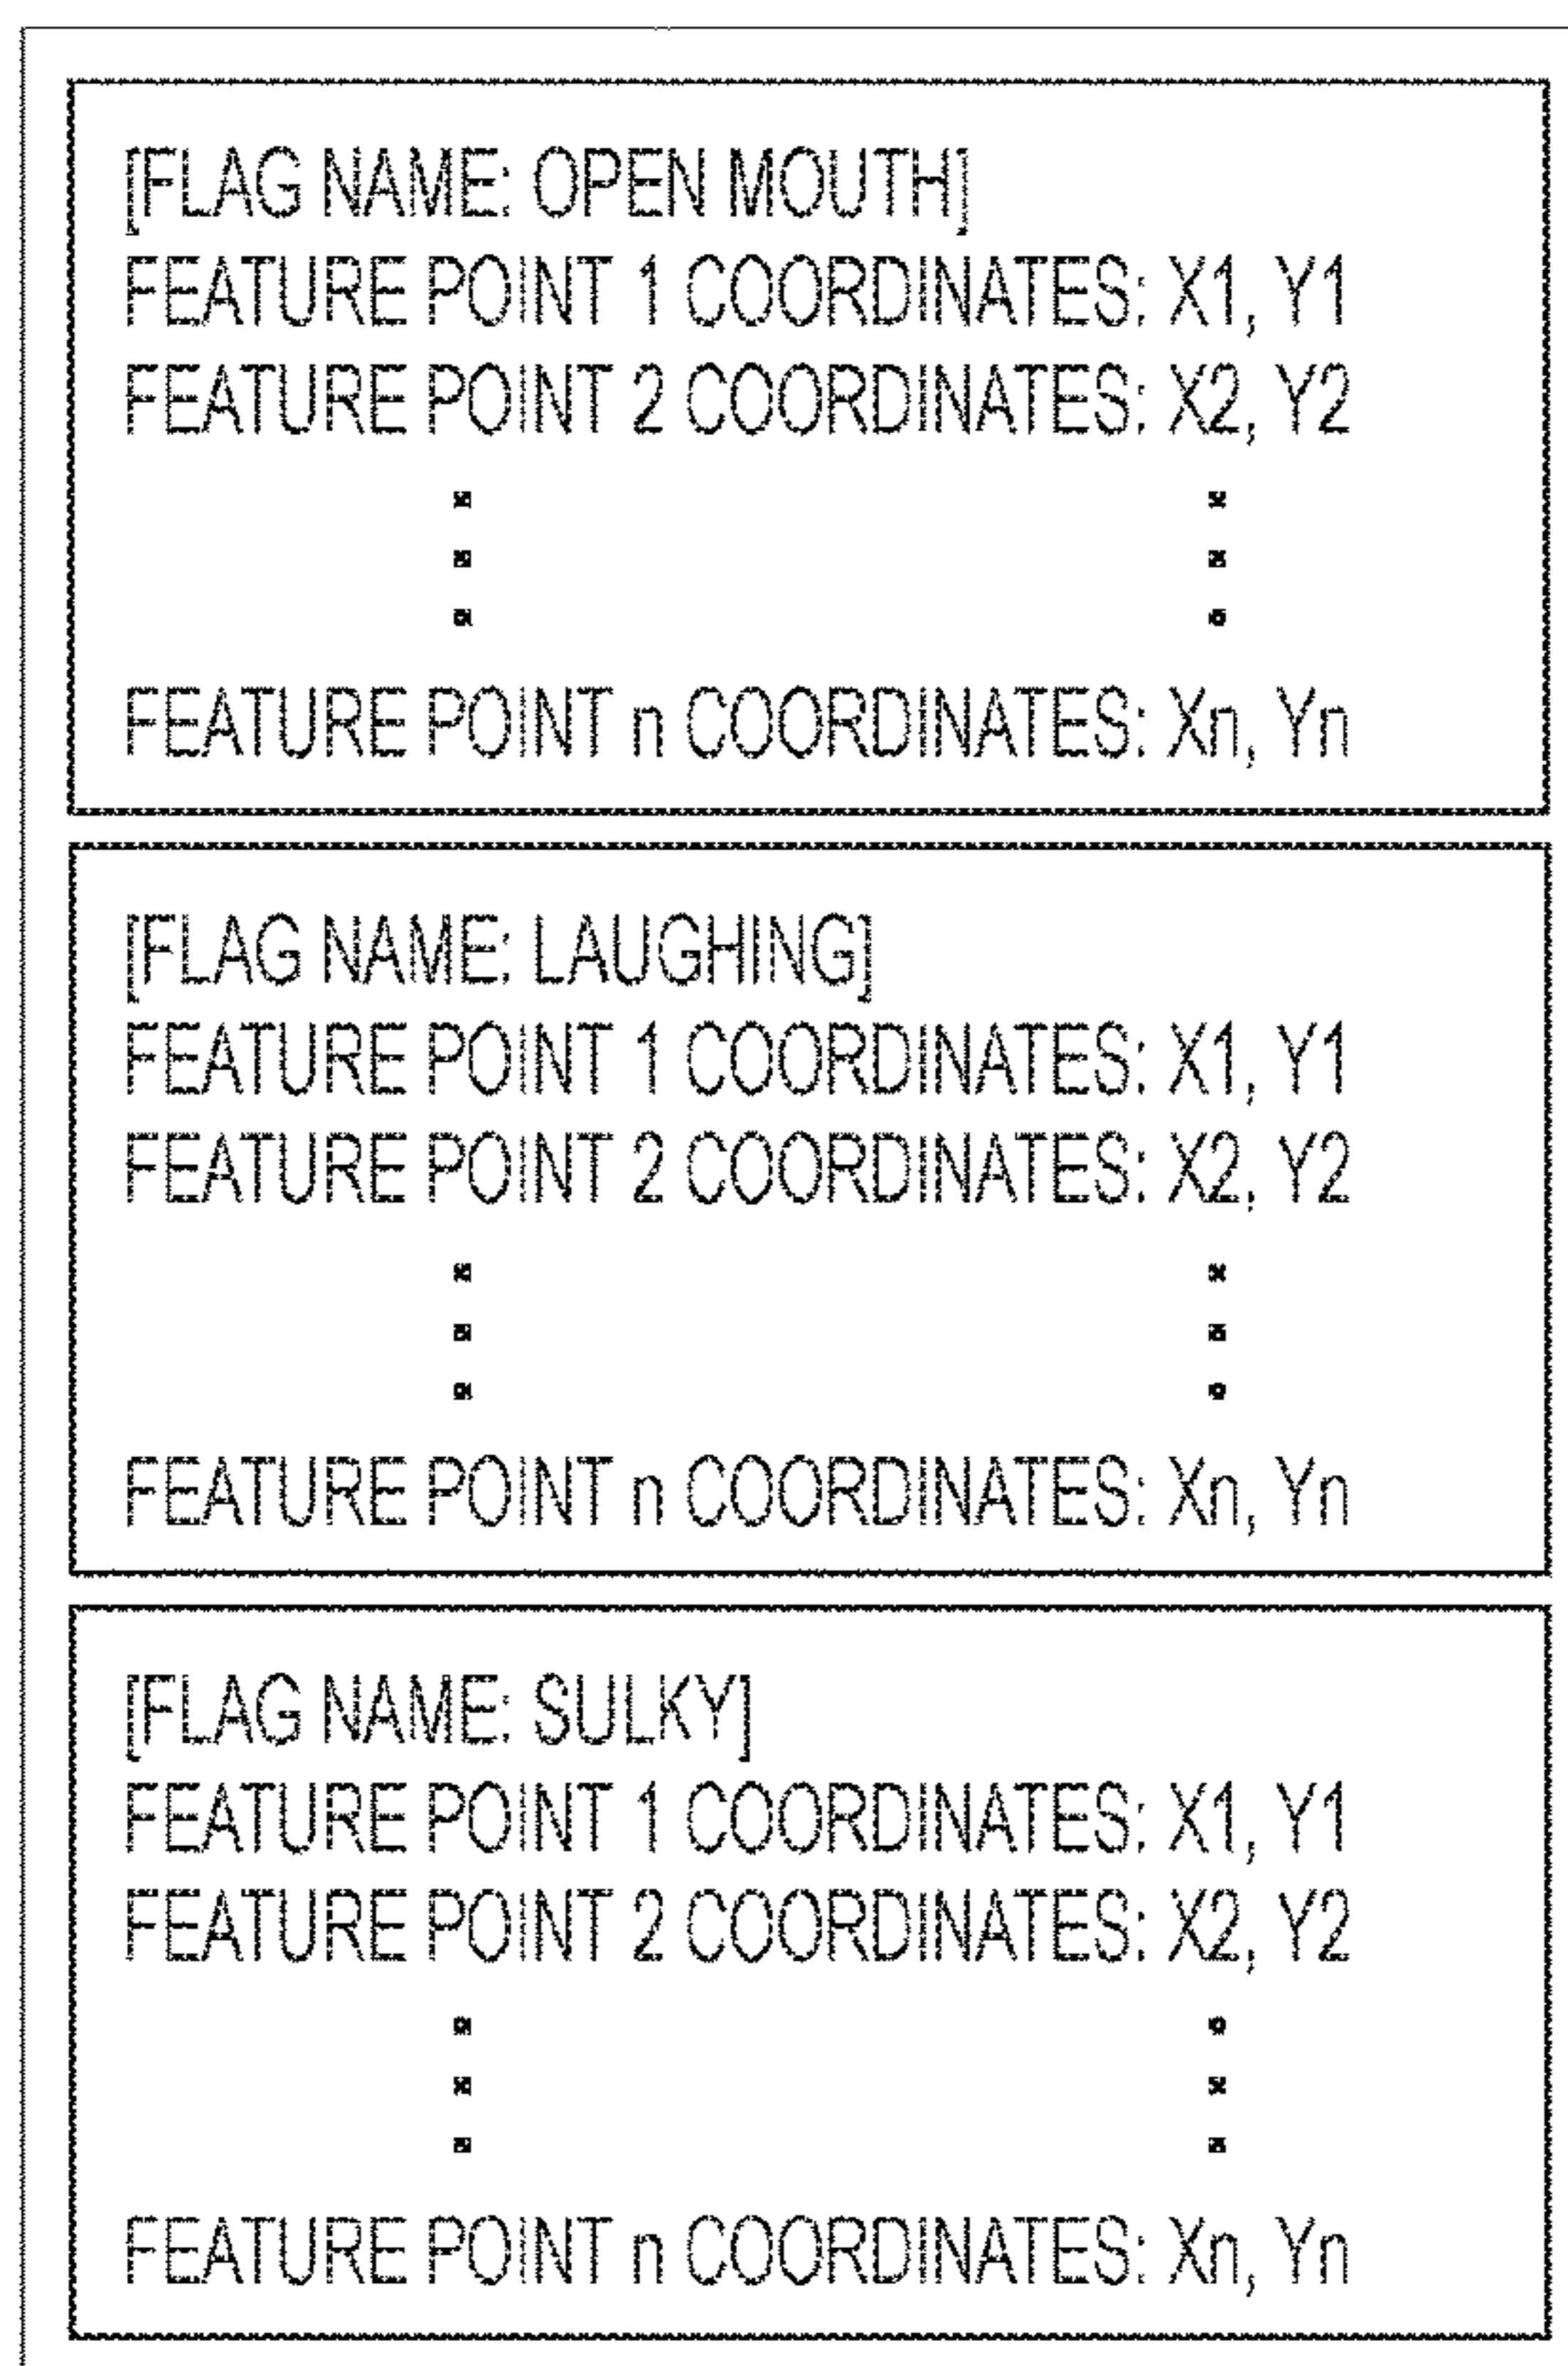 [FLAG NAME: OPEN MOUTH]
FEATURE POINT 1 COORDINATES: X1, Y1
FEATURE POINT 2 COORDINATES: X2, Y2
FEATURE POINT n COORDINATES: Xn, Yn
[FLAG NAME: LAUGHING]
FEATURE POINT 1 COORDINATES: X1, Y1
FEATURE POINT 2 COORDINATES: X2, Y2
FEATURE POINT n COORDINATES: Xn, Yn
[FLAG NAME: SULKY]
FEATURE POINT 1 COORDINATES: X1, Y1
FEATURE POINT 2 COORDINATES: X2, Y2
FEATURE POINT n COORDINATES: Xn, Yn